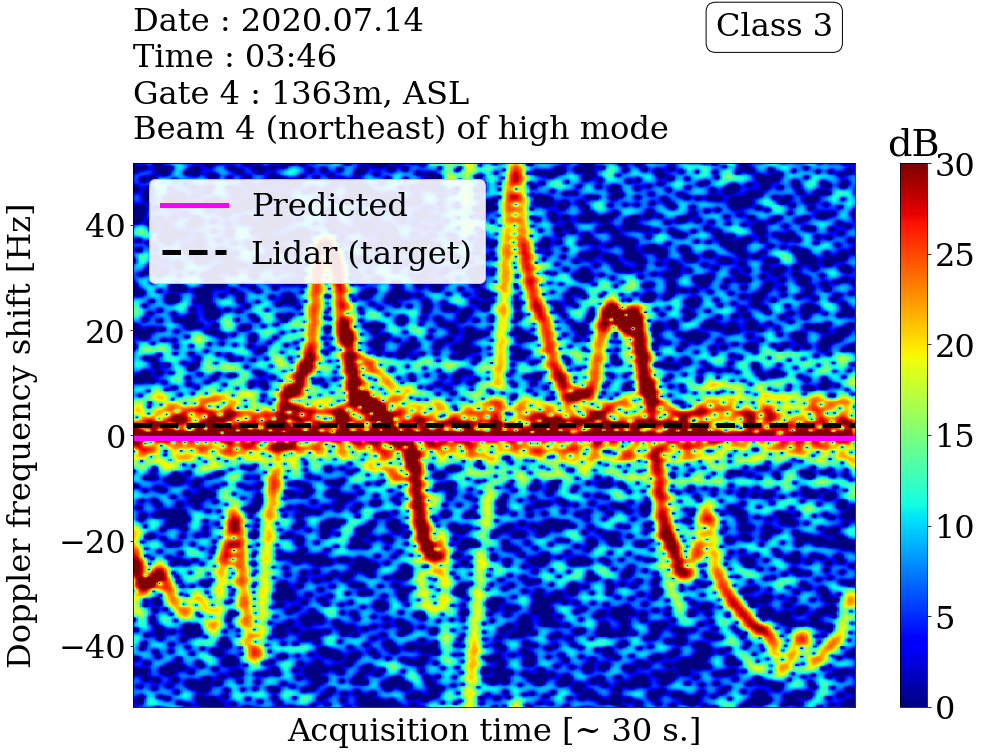 Date : 2020.07.14
Time : 03:46
Gate 4 : 1363m, ASL
Beam 4 (northeast) of high mode
Class 3
dB
Predicted
Lidar (target)
Doppler frequency shift [Hz]
40
20
0
−20
−40
30
25
20
15
10
5
0
Acquisition time [~ 30 s.]